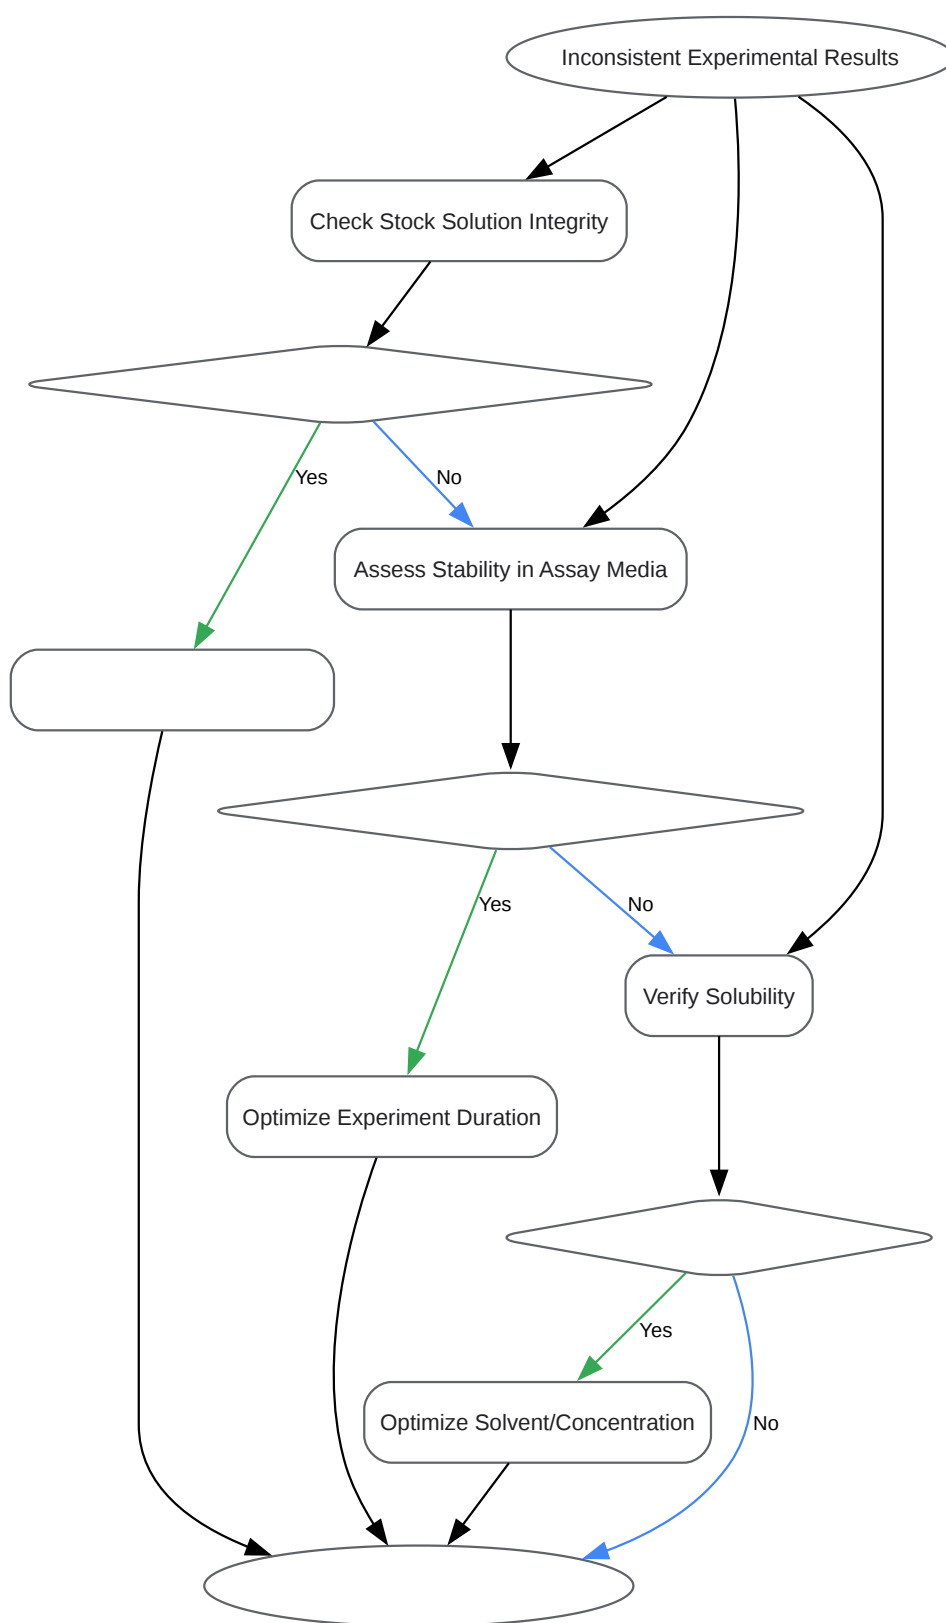 Inconsistent Experimental Results
Check Stock Solution Integrity
Yes
No
Assess Stability in Assay Media
Yes
No
Verify Solubility
Optimize Experiment Duration
Yes
Optimize Solvent/Concentration
No